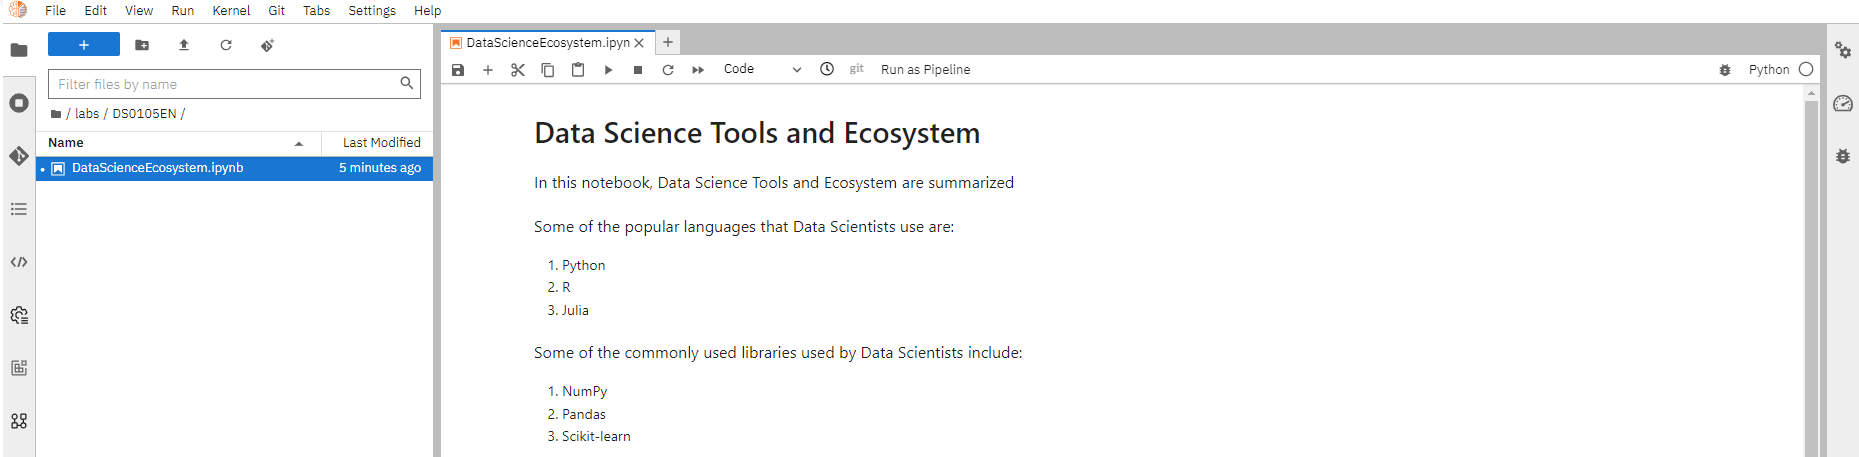 File Edit View Run Kernel Git Tabs Settings Help
Filter files by name
/ labs / DS0105EN /
Name Last Modified
DataScienceEcosystem.ipynb 5 minutes ago
DataScienceEcosystem.ipyn
Code git Run as Pipeline Python
Data Science Tools and Ecosystem
In this notebook, Data Science Tools and Ecosystem are summarized
Some of the popular languages that Data Scientists use are:
1. Python
2. R
3. Julia
Some of the commonly used libraries used by Data Scientists include:
1. NumPy
2. Pandas
3. Scikit-learn